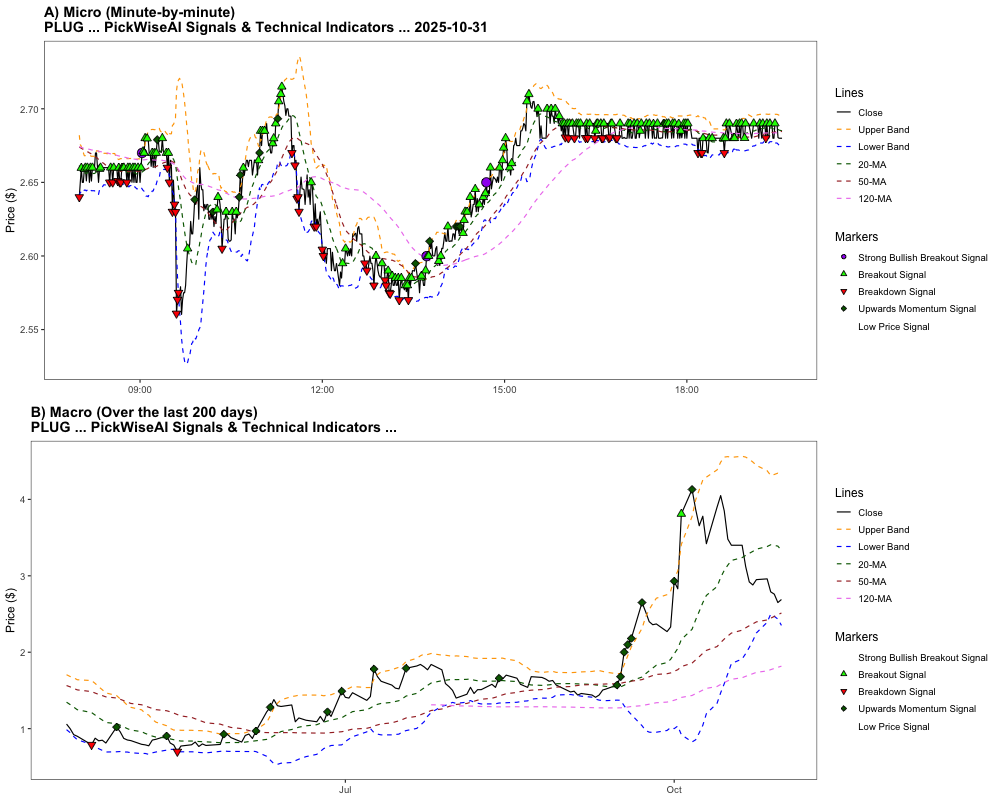 A) Micro (Minute-by-minute)
PLUG ... PickWiseAI Signals & Technical Indicators ... 2025-10-31
Price ($)
2.70
2.65
2.60
2.55
09:00
12:00
15:00
18:00
Lines
Close
Upper Band
Lower Band
20-MA
50-MA
120-MA
Markers
Strong Bullish Breakout Signal
Breakout Signal
Breakdown Signal
Upwards Momentum Signal
Low Price Signal
B) Macro (Over the last 200 days)
PLUG ... PickWiseAI Signals & Technical Indicators ...
Price ($)
4
3
2
1
Jul
Oct
Lines
Close
Upper Band
Lower Band
20-MA
50-MA
120-MA
Markers
Strong Bullish Breakout Signal
Breakout Signal
Breakdown Signal
Upwards Momentum Signal
Low Price Signal